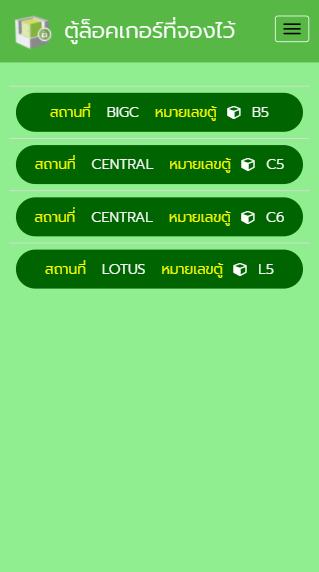 ตู้ล็อคเกอร์ที่จองไว้
สถานที่ BIGC หมายเลขตู้ B5
สถานที่ CENTRAL หมายเลขตู้ C5
สถานที่ CENTRAL หมายเลขตู้ C6
สถานที่ LOTUS หมายเลขตู้ L5